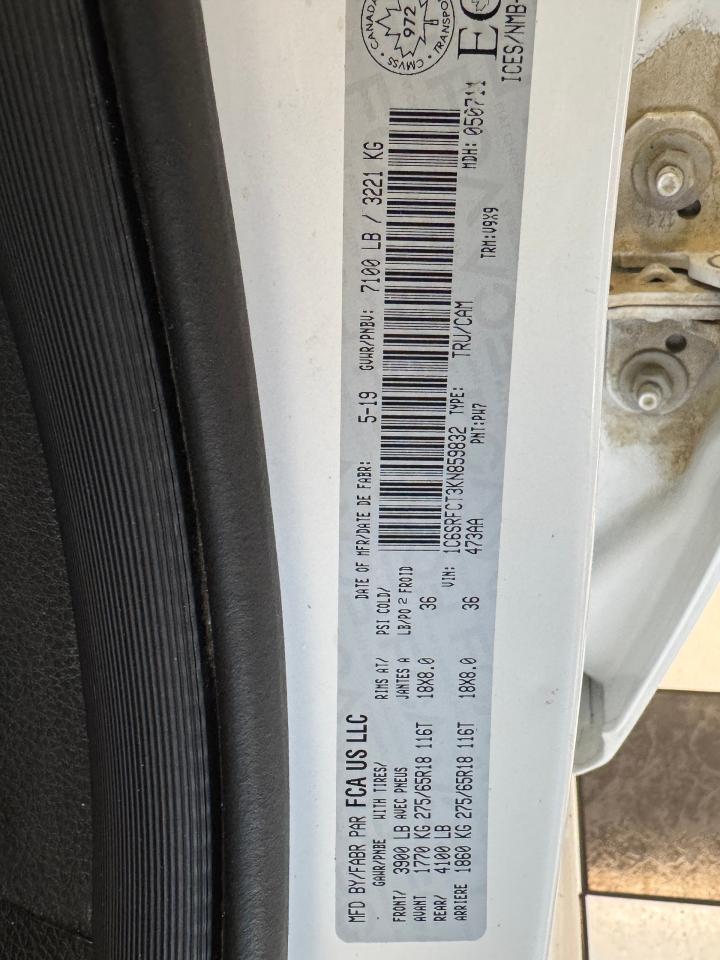 MFD BY/FABR PAR FCA US LLC
DATE OF MFR/DATE DE FABR: 5-19 GVWR/PNBV: 7100 LB / 3221 KG
GAWR/PNBE WITH TIRES/ RIMS AT/ PSI COLD/
FRONT/ 3900 LB AVEC PNEUS JANTES A LB/PO 2 FROID
AVANT 1770 KG 275/65R18 116T 18X8.0 36
REAR/ 4100 LB
ARRIERE 1860 KG 275/65R18 116T 18X8.0 36
VIN: 1C6SRFCT3KN859832 TYPE: TRU/CAM MDH: 050711
473AA PNT:PW7 TRM:V9X9
CANADA
972
CMVSS • TRANSPO
EC
ICES/NMB-